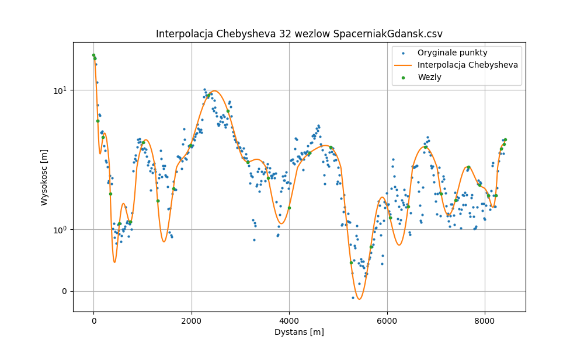 Interpolacja Chebysheva 32 wezlow SpacerniakGdansk.csv
Oryginale punkty
Interpolacja Chebysheva
Wezly
Wysokosc [m]
10¹
10⁰
0
0 2000 4000 6000 8000
Dystans [m]